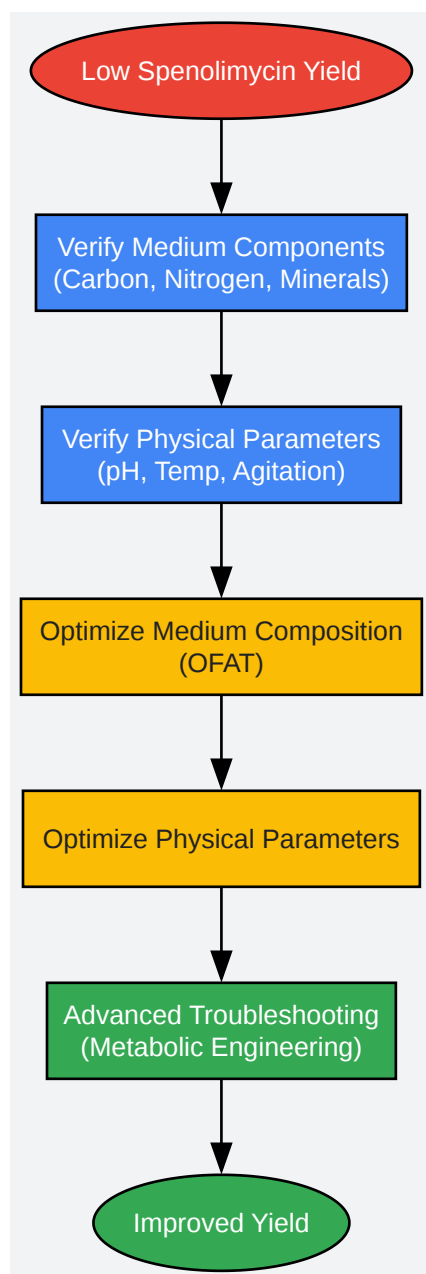 Low Spenolimycin Yield
Verify Medium Components
(Carbon, Nitrogen, Minerals)
Verify Physical Parameters
(pH, Temp, Agitation)
Optimize Medium Composition
(OFAT)
Optimize Physical Parameters
Advanced Troubleshooting
(Metabolic Engineering)
Improved Yield